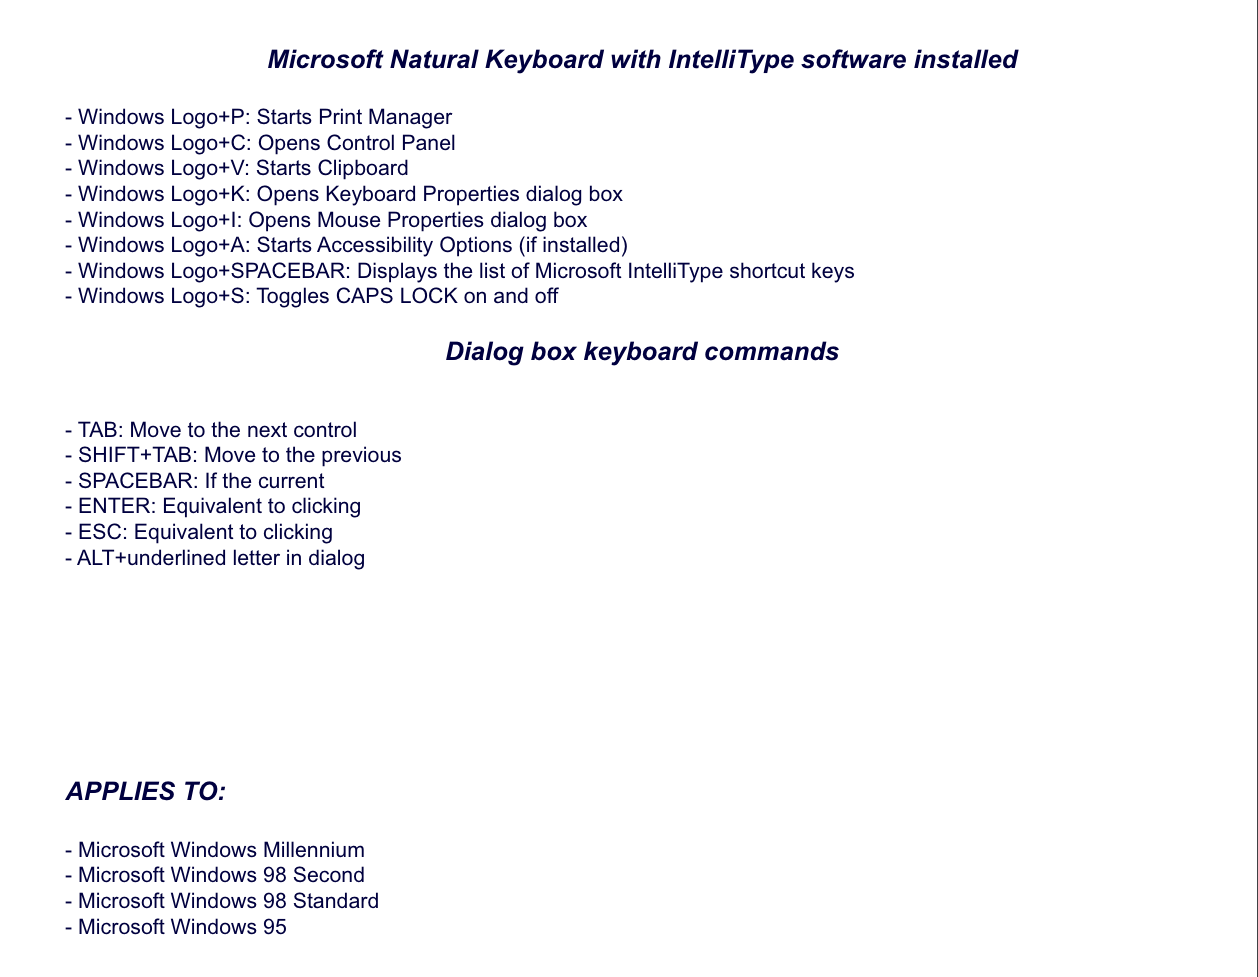 Microsoft Natural Keyboard with IntelliType software installed
- Windows Logo+P: Starts Print Manager
- Windows Logo+C: Opens Control Panel
- Windows Logo+V: Starts Clipboard
- Windows Logo+K: Opens Keyboard Properties dialog box
- Windows Logo+I: Opens Mouse Properties dialog box
- Windows Logo+A: Starts Accessibility Options (if installed)
- Windows Logo+SPACEBAR: Displays the list of Microsoft IntelliType shortcut keys
- Windows Logo+S: Toggles CAPS LOCK on and off
Dialog box keyboard commands
- TAB: Move to the next control
- SHIFT+TAB: Move to the previous
- SPACEBAR: If the current
- ENTER: Equivalent to clicking
- ESC: Equivalent to clicking
- ALT+underlined letter in dialog
APPLIES TO:
- Microsoft Windows Millennium
- Microsoft Windows 98 Second
- Microsoft Windows 98 Standard
- Microsoft Windows 95